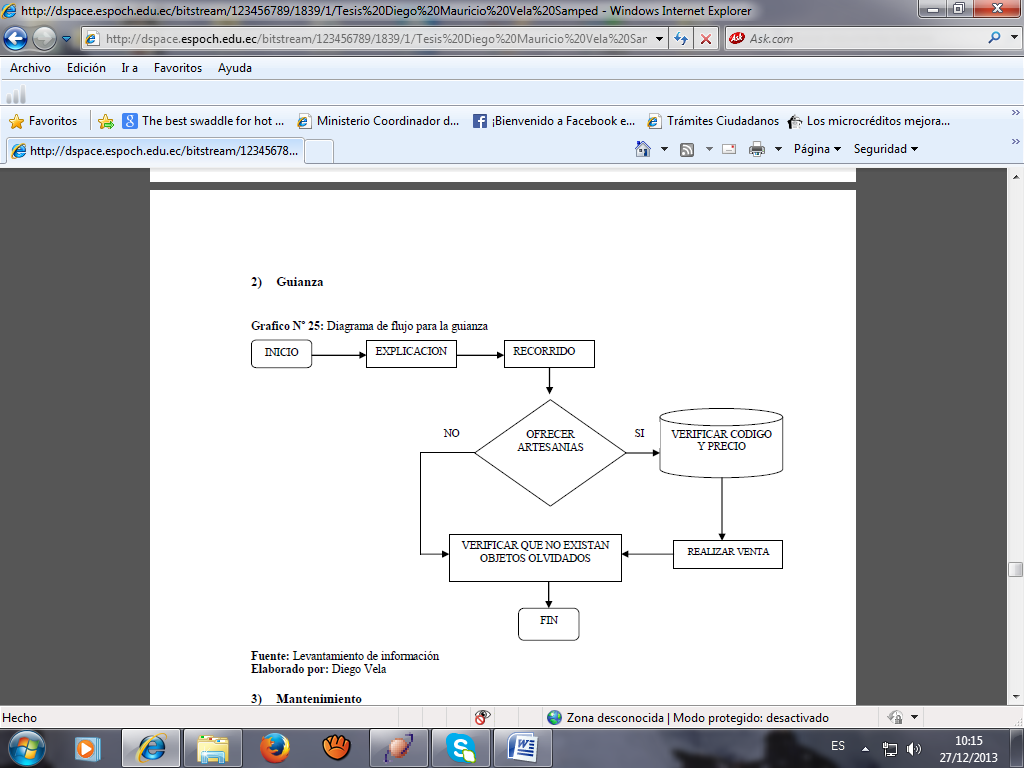 http://dspace.espoch.edu.ec/bitstream/123456789/1839/1/Tesis%20Diego%20Mauricio%20Vela%20Samped - Windows Internet Explorer
http://dspace.espoch.edu.ec/bitstream/123456789/1839/1/Tesis%20Diego%20Mauricio%20Vela%20Sar
Ask.com
Archivo Edición Ir a Favoritos Ayuda
Favoritos
The best swaddle for hot ...
Ministerio Coordinador d...
¡Bienvenido a Facebook e...
Trámites Ciudadanos
Los microcréditos mejora...
http://dspace.espoch.edu.ec/bitstream/12345678...
Página Seguridad
2) Guianza
Grafico N° 25: Diagrama de flujo para la guianza
INICIO
EXPLICACION
RECORRIDO
NO
OFRECER
ARTESANIAS
SI
VERIFICAR CODIGO
Y PRECIO
VERIFICAR QUE NO EXISTAN
OBJETOS OLVIDADOS
REALIZAR VENTA
FIN
Fuente: Levantamiento de información
Elaborado por: Diego Vela
3) Mantenimiento
Hecho
Zona desconocida | Modo protegido: desactivado
ES
10:15
27/12/2013